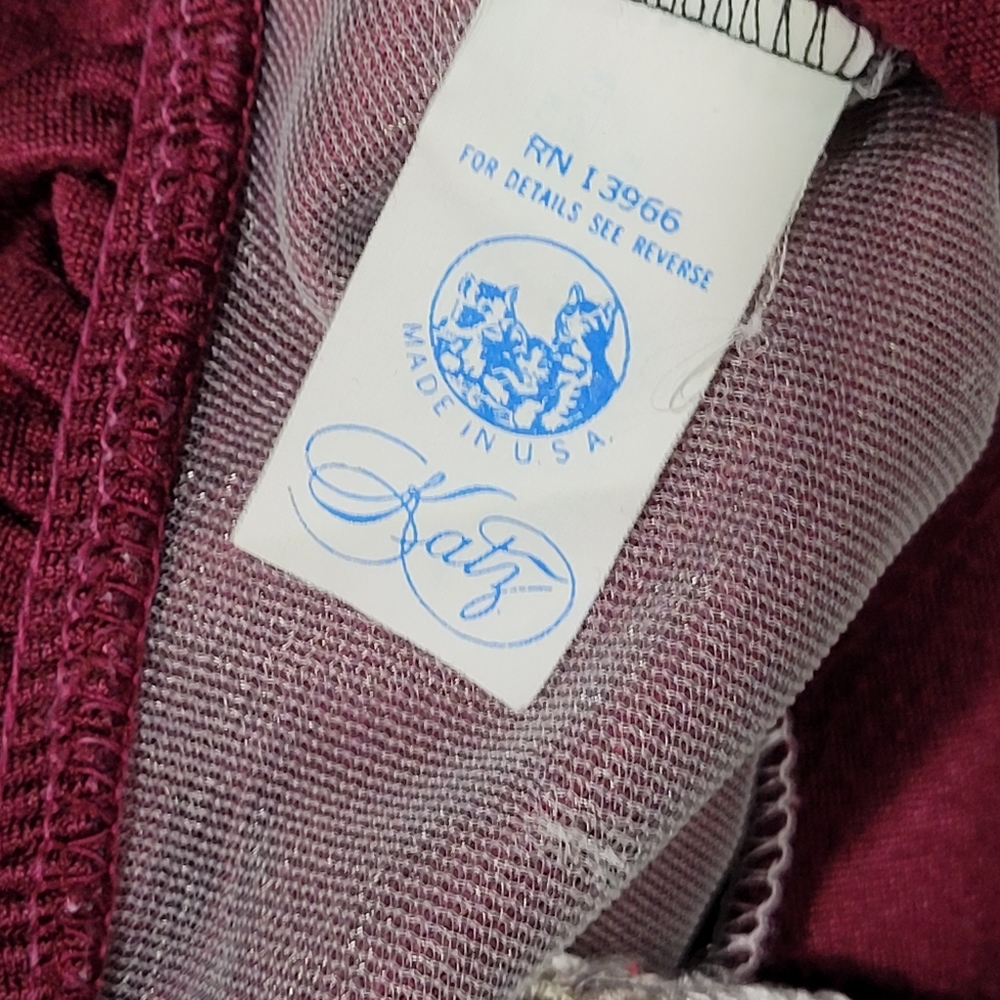 RN 13966
FOR DETAILS SEE REVERSE
MADE IN U.S.A.
Katz